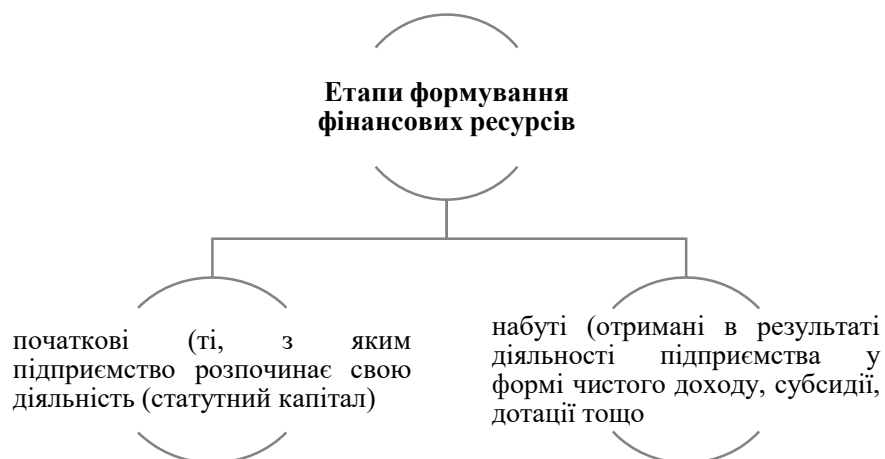 Етапи формування
фінансових ресурсів
початкові (ті, з яким
підприємство розпочинає свою
діяльність (статутний капітал)
набуті (отримані в результаті
діяльності підприємства у
формі чистого доходу, субсидії,
дотації тощо